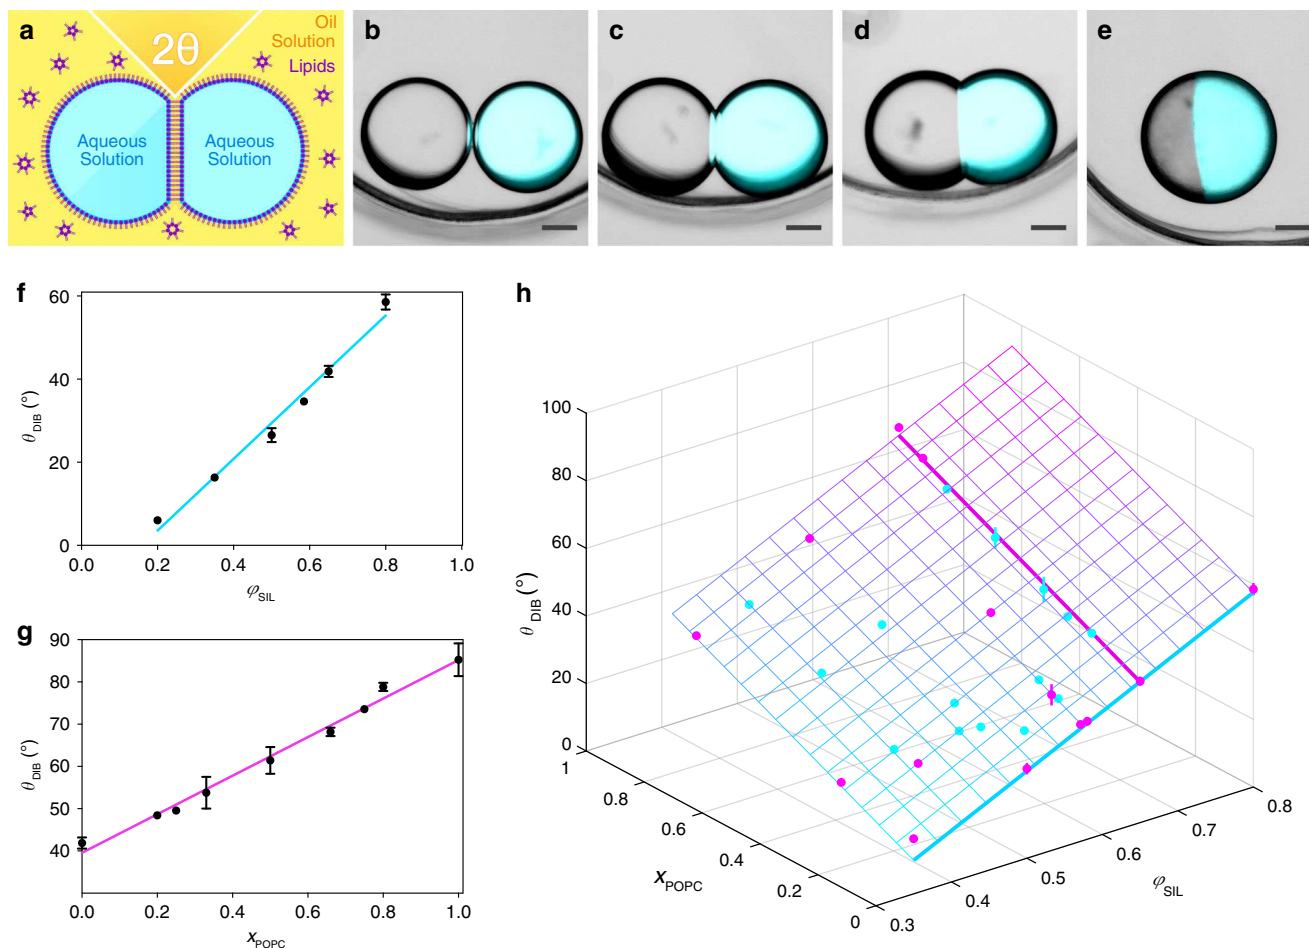 a
2θ
Oil
Solution
Lipids
Aqueous
Solution
Aqueous
Solution
b
c
d
e
f
60
40
20
0
0.0 0.2 0.4 0.6 0.8 1.0
θDIB (°)
φSIL
g
90
80
70
60
50
40
0.0 0.2 0.4 0.6 0.8 1.0
θDIB (°)
xPOPC
h
100
80
60
40
20
0
θDIB (°)
1
0.8
0.6
0.4
0.2
0
xPOPC
0.3
0.4
0.5
0.6
0.7
0.8
φSIL